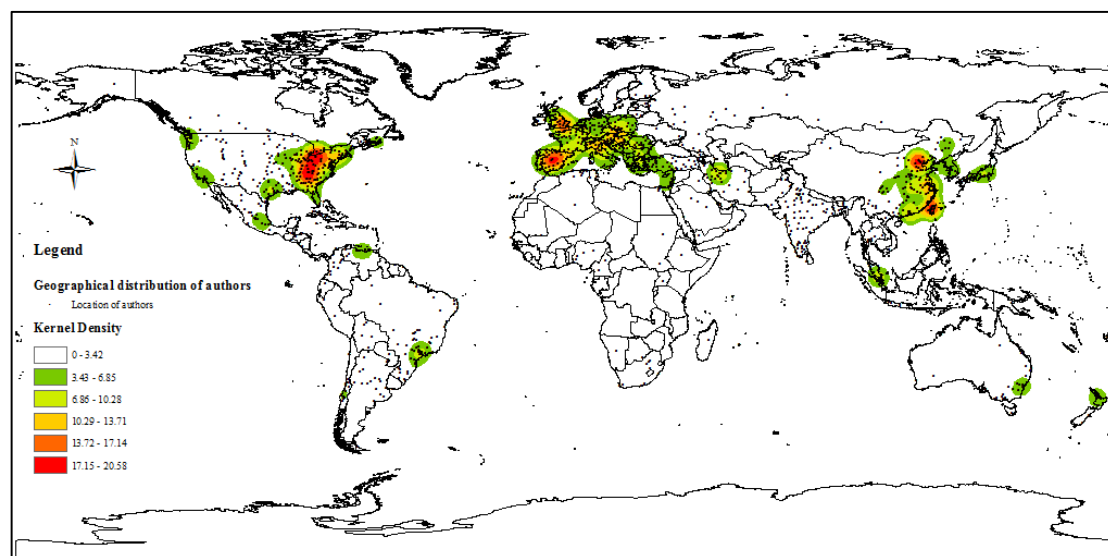 N
Legend
Geographical distribution of authors
Location of authors
Kernel Density
0 - 3.42
3.43 - 6.85
6.86 - 10.28
10.29 - 13.71
13.72 - 17.14
17.15 - 20.58